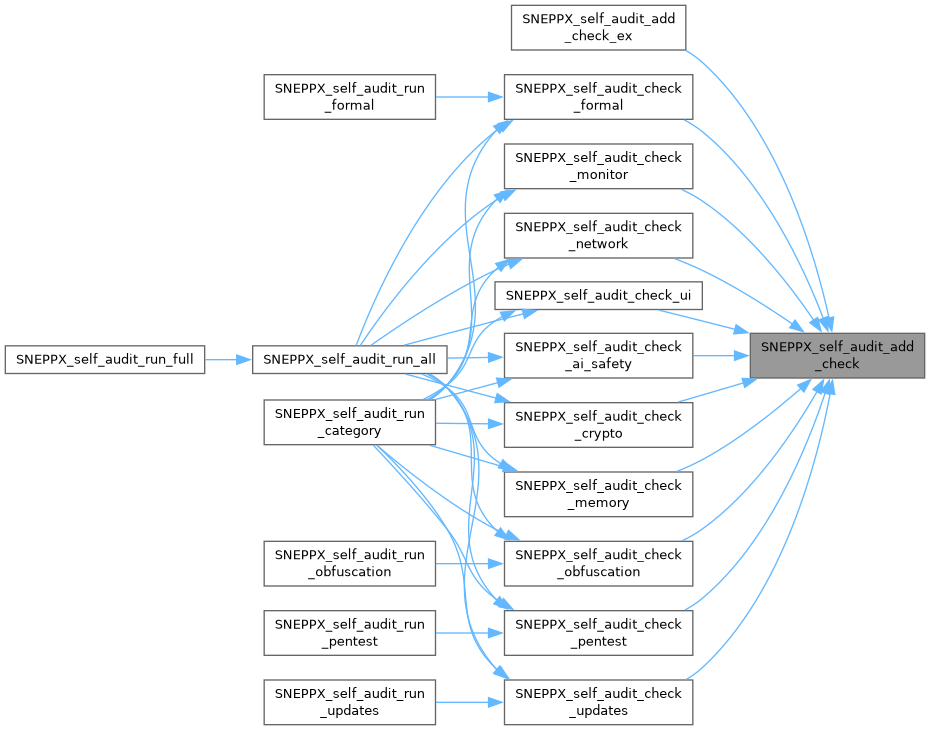 SNEPPX_self_audit_add
_check_ex
SNEPPX_self_audit_run
_formal
SNEPPX_self_audit_check
_formal
SNEPPX_self_audit_check
_monitor
SNEPPX_self_audit_check
_network
SNEPPX_self_audit_check_ui
SNEPPX_self_audit_run_full
SNEPPX_self_audit_run_all
SNEPPX_self_audit_check
_ai_safety
SNEPPX_self_audit_add
_check
SNEPPX_self_audit_run
_category
SNEPPX_self_audit_check
_crypto
SNEPPX_self_audit_check
_memory
SNEPPX_self_audit_run
_obfuscation
SNEPPX_self_audit_check
_obfuscation
SNEPPX_self_audit_run
_pentest
SNEPPX_self_audit_check
_pentest
SNEPPX_self_audit_run
_updates
SNEPPX_self_audit_check
_updates